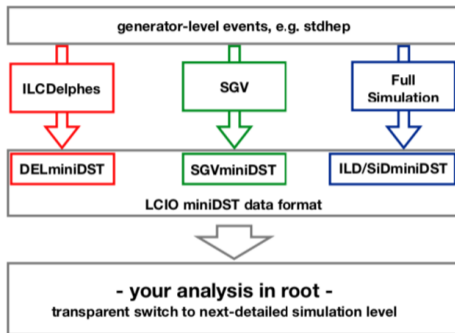 generator-level events, e.g. stdhep
ILCDelphes
SGV
Full
Simulation
DELminiDST
SGVminiDST
ILD/SiDminiDST
LCIO miniDST data format
- your analysis in root -
transparent switch to next-detailed simulation level